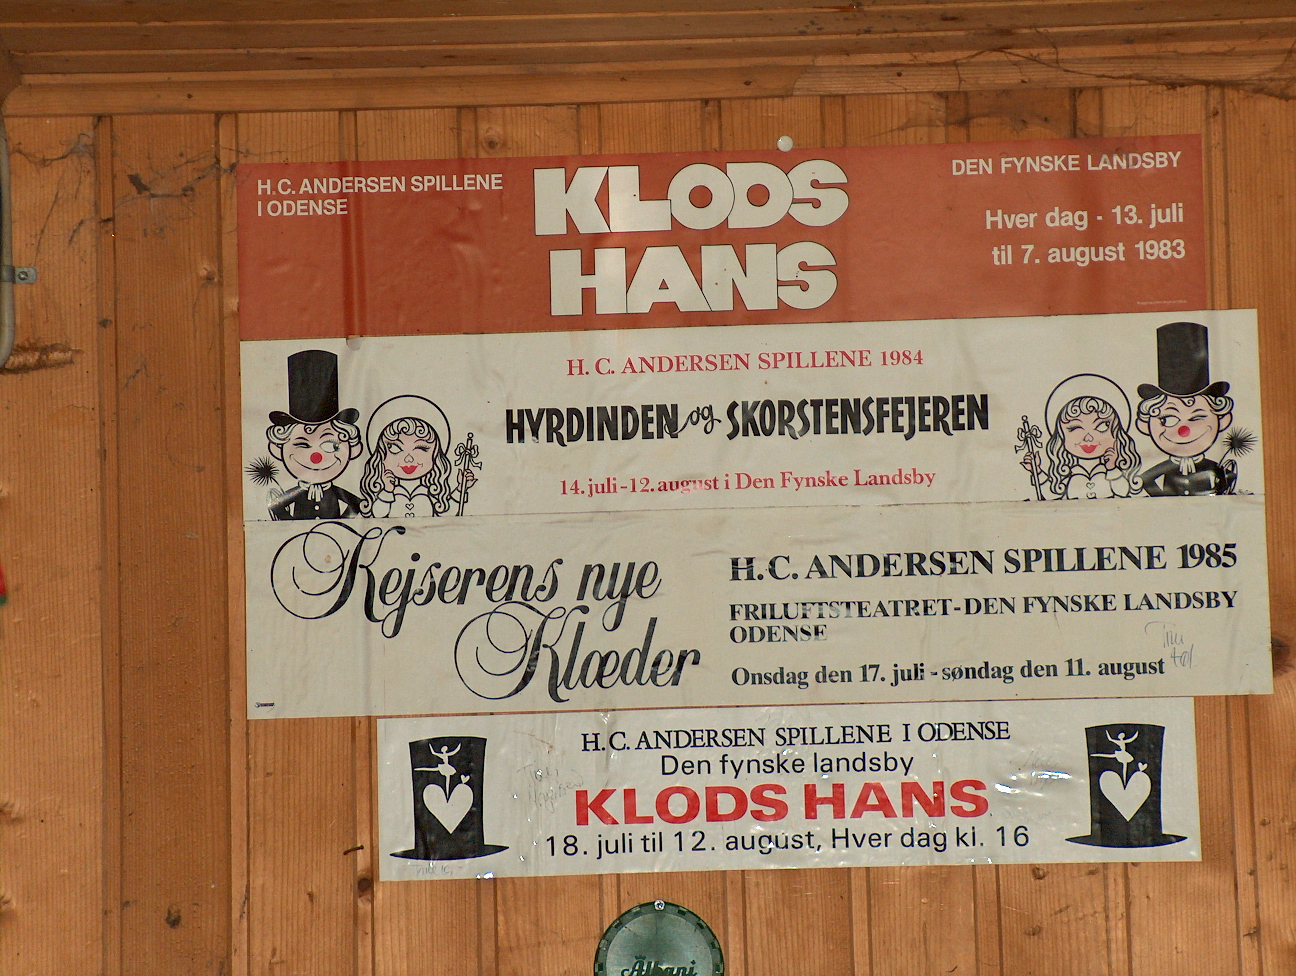 H.C. ANDERSEN SPILLENE
I ODENSE
KLODS
HANS
DEN FYNSKE LANDSBY
Hver dag - 13. juli
til 7. august 1983
H. C. ANDERSEN SPILLENE 1984
HYRDINDEN og SKORSTENSFEJEREN
14. juli - 12. august i Den Fynske Landsby
Kejserens nye
Klæder
H. C. ANDERSEN SPILLENE 1985
FRILUFTSTEATRET - DEN FYNSKE LANDSBY
ODENSE
Onsdag den 17. juli - søndag den 11. august
H. C. ANDERSEN SPILLENE I ODENSE
Den fynske landsby
KLODS HANS
18. juli til 12. august, Hver dag kl. 16
Albani